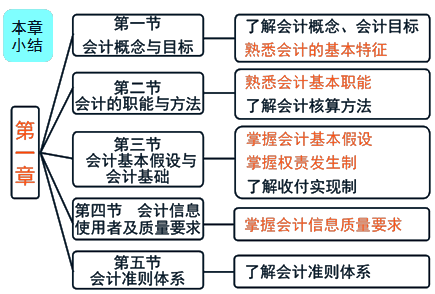 本章
小结
第一章
第一节
会计概念与目标
了解会计概念、会计目标
熟悉会计的基本特征
第二节
会计的职能与方法
熟悉会计基本职能
了解会计核算方法
第三节
会计基本假设与
会计基础
掌握会计基本假设
掌握权责发生制
了解收付实现制
第四节 会计信息
使用者及质量要求
掌握会计信息质量要求
第五节
会计准则体系
了解会计准则体系